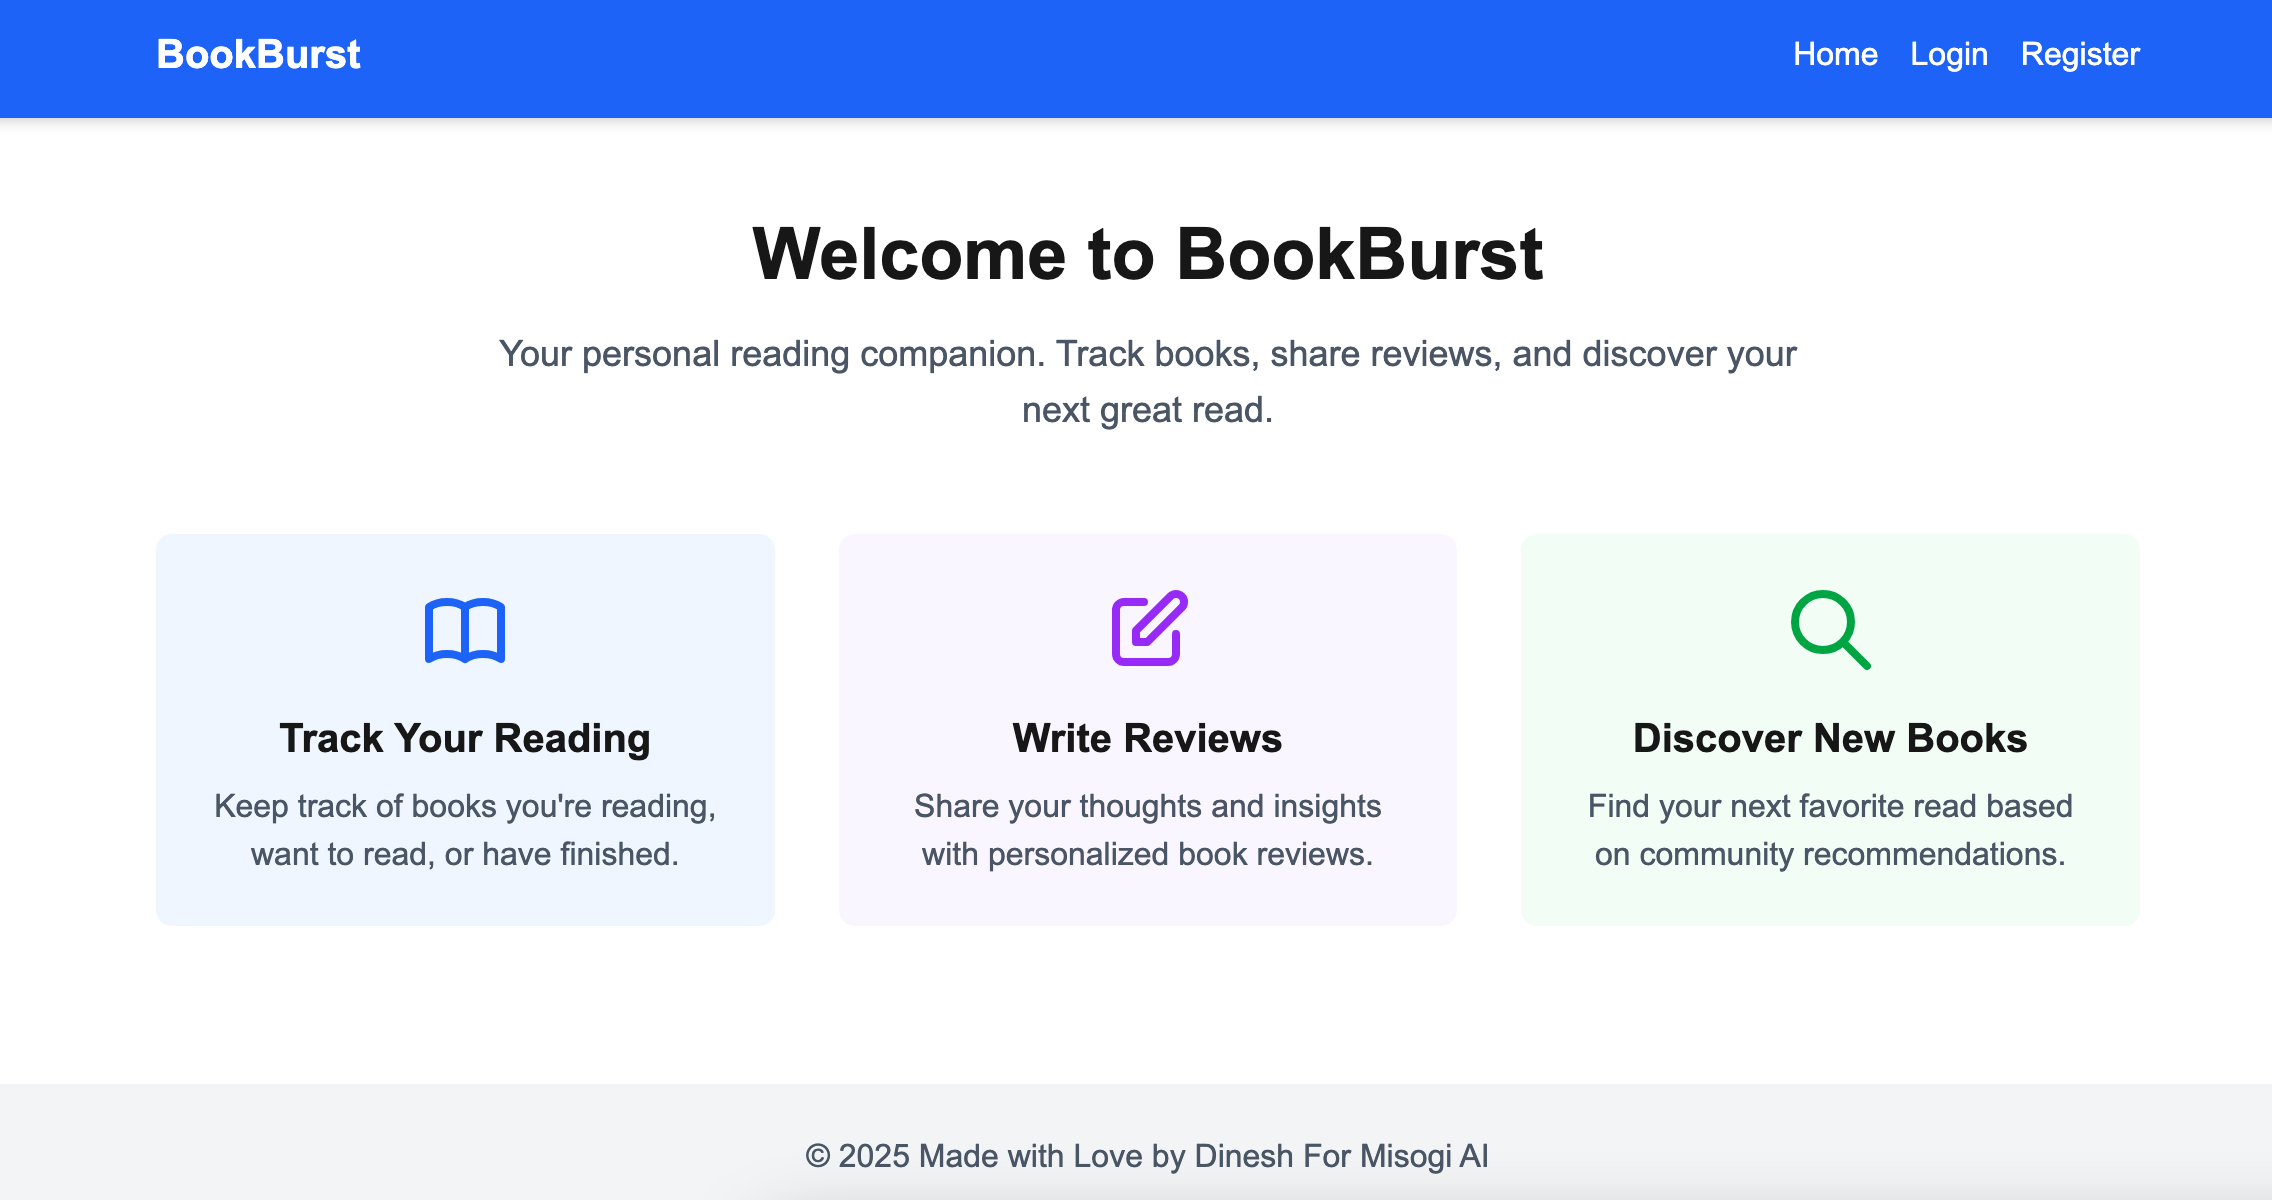 BookBurst
Home Login Register
Welcome to BookBurst
Your personal reading companion. Track books, share reviews, and discover your
next great read.
Track Your Reading
Keep track of books you're reading,
want to read, or have finished.
Write Reviews
Share your thoughts and insights
with personalized book reviews.
Discover New Books
Find your next favorite read based
on community recommendations.
© 2025 Made with Love by Dinesh For Misogi AI